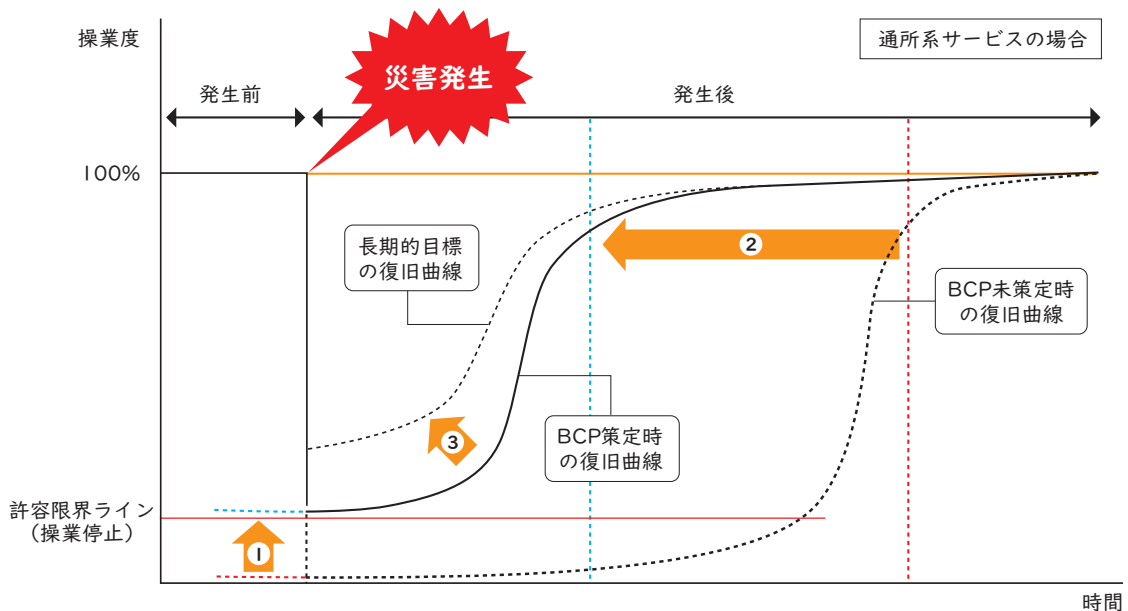 操業度
災害発生
通所系サービスの場合
発生前
発生後
100%
長期的目標
の復旧曲線
2
BCP未策定時
の復旧曲線
3
BCP策定時
の復旧曲線
許容限界ライン
（操業停止）
1
時間